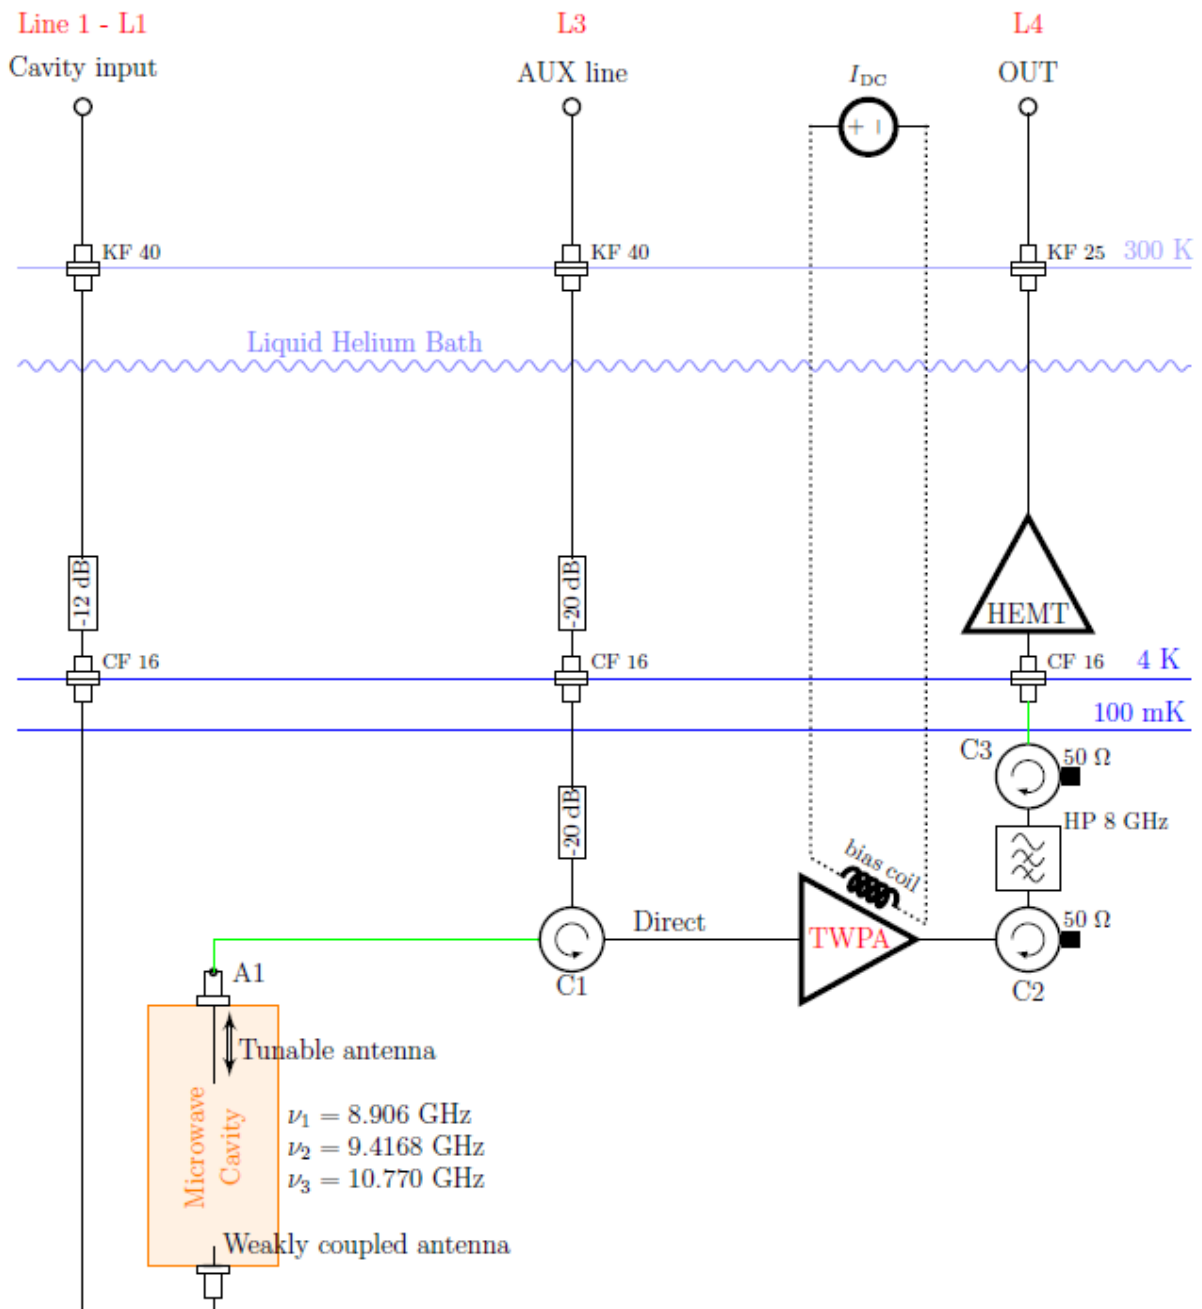 Line 1 - L1
L3
L4
Cavity input
AUX line
I_DC
OUT
+ I
KF 40
KF 40
KF 25
300 K
Liquid Helium Bath
-12 dB
-20 dB
HEMT
CF 16
CF 16
CF 16
4 K
100 mK
C3
50 Ω
-20 dB
HP 8 GHz
bias coil
Direct
TWPA
50 Ω
C1
C2
A1
Tunable antenna
Microwave
Cavity
ν₁ = 8.906 GHz
ν₂ = 9.4168 GHz
ν₃ = 10.770 GHz
Weakly coupled antenna